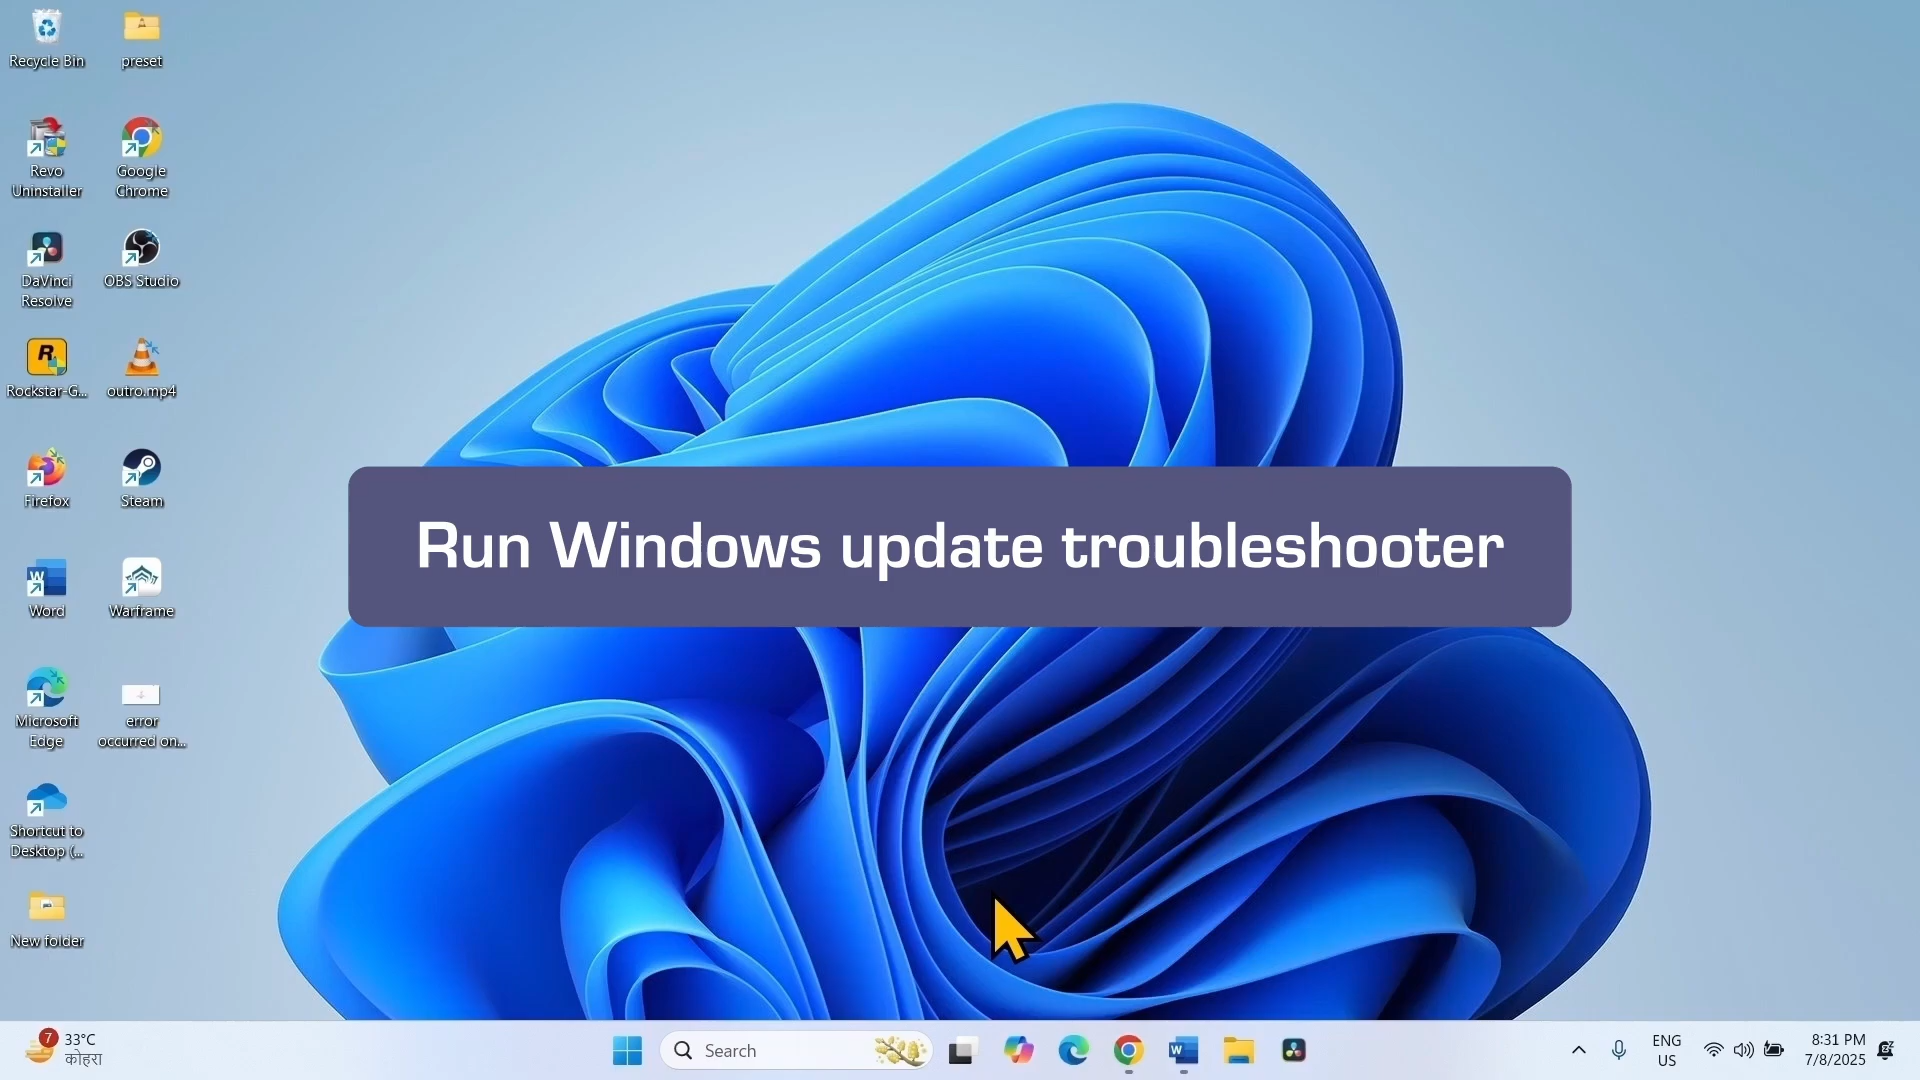 Recycle Bin
preset
Revo
Uninstaller
Google
Chrome
DaVinci
Resolve
OBS Studio
R
Rockstar-G...
outro.mp4
Firefox
Steam
W
Word
Warframe
Microsoft
Edge
error
occurred on...
Shortcut to
Desktop (...
New folder
Run Windows update troubleshooter
7
33°C
कोहरा
Search
W
ENG
US
8:31 PM
7/8/2025